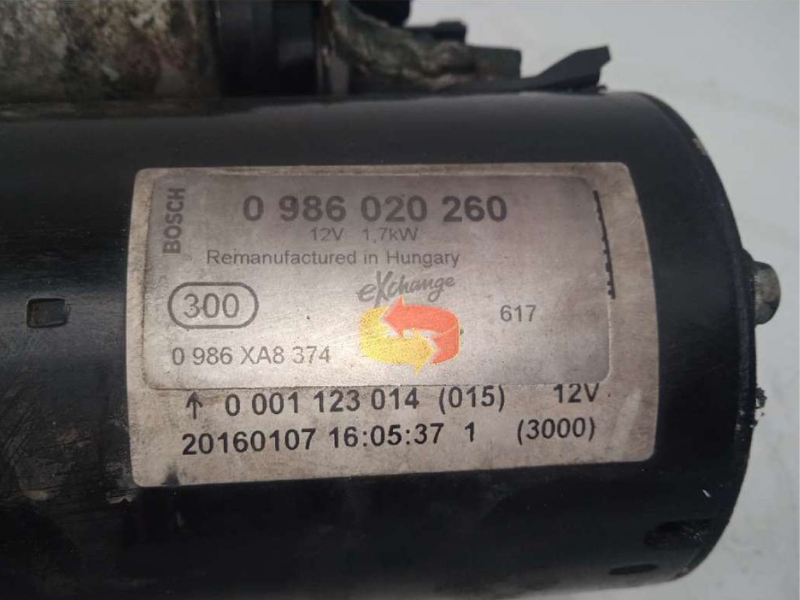 BOSCH
0 986 020 260
12V 1,7kW
Remanufactured in Hungary
eXchange
300
617
0 986 XA8 374
↑ 0 001 123 014 (015) 12V
20160107 16:05:37 1 (3000)